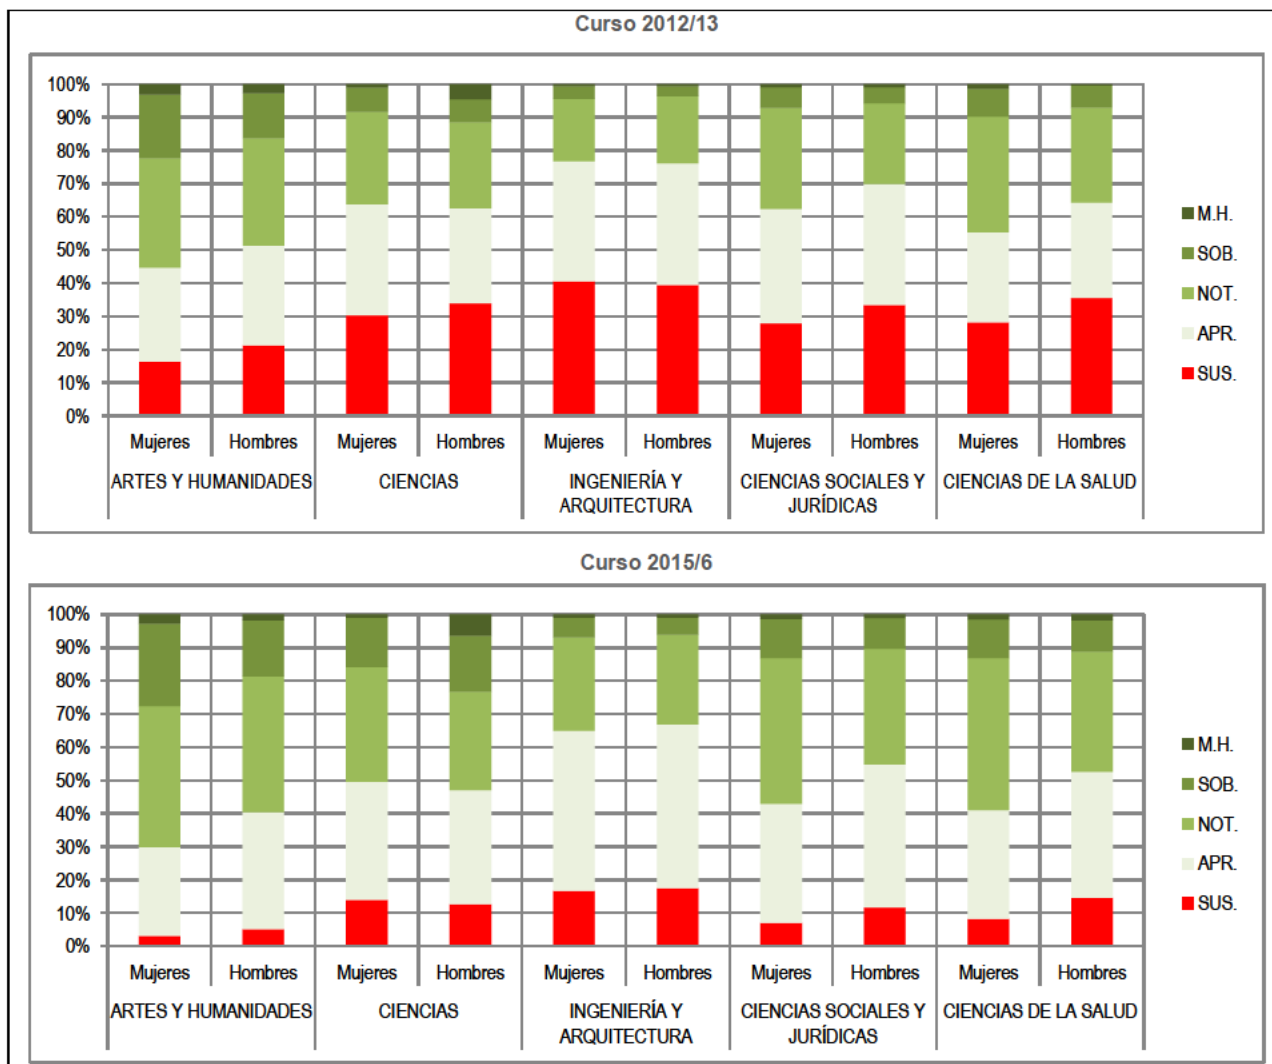 Curso 2012/13
100%
90%
80%
70%
60%
50%
40%
30%
20%
10%
0%
M.H.
SOB.
NOT.
APR.
SUS.
Mujeres Hombres Mujeres Hombres Mujeres Hombres Mujeres Hombres Mujeres Hombres
ARTES Y HUMANIDADES CIENCIAS INGENIERÍA Y CIENCIAS SOCIALES Y CIENCIAS DE LA SALUD
ARQUITECTURA JURÍDICAS
Curso 2015/6
100%
90%
80%
70%
60%
50%
40%
30%
20%
10%
0%
M.H.
SOB.
NOT.
APR.
SUS.
Mujeres Hombres Mujeres Hombres Mujeres Hombres Mujeres Hombres Mujeres Hombres
ARTES Y HUMANIDADES CIENCIAS INGENIERÍA Y CIENCIAS SOCIALES Y CIENCIAS DE LA SALUD
ARQUITECTURA JURÍDICAS